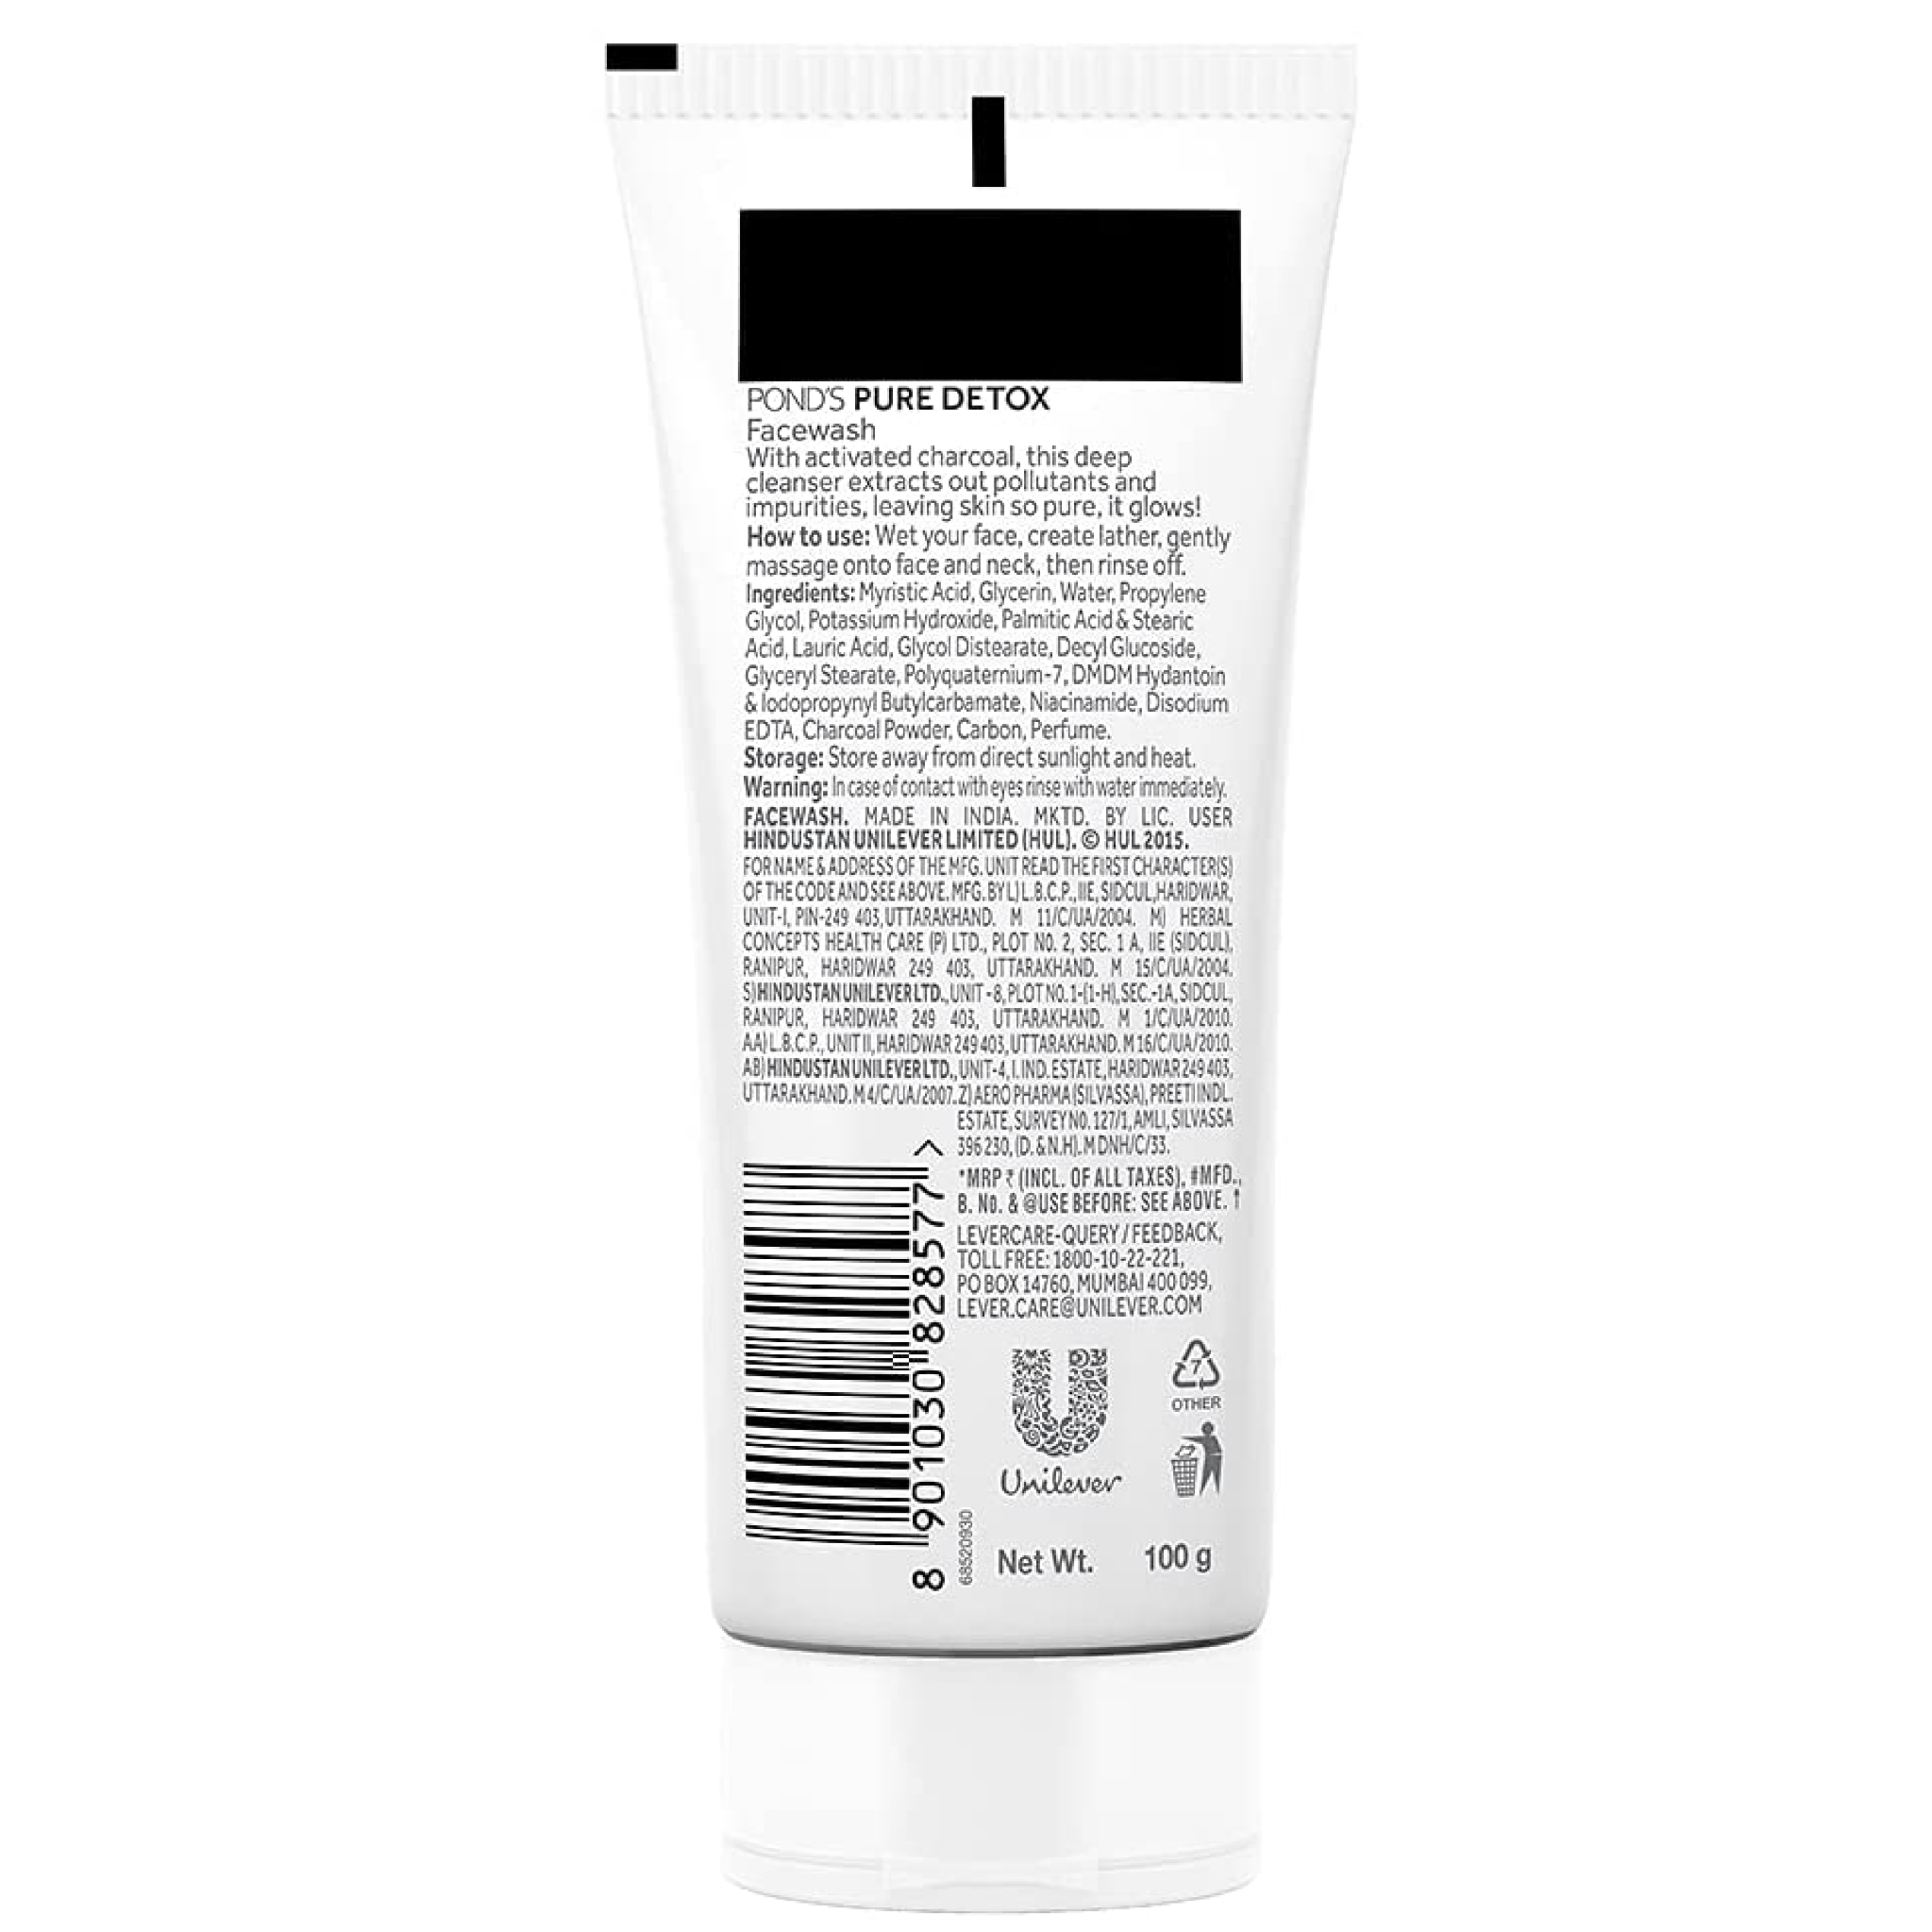 POND'S PURE DETOX
Facewash
With activated charcoal, this deep
cleanser extracts out pollutants and
impurities, leaving skin so pure, it glows!
How to use: Wet your face, create lather, gently
massage onto face and neck, then rinse off.
Ingredients: Myristic Acid, Glycerin, Water, Propylene
Glycol, Potassium Hydroxide, Palmitic Acid & Stearic
Acid, Lauric Acid, Glycol Distearate, Decyl Glucoside,
Glyceryl Stearate, Polyquaternium-7, DMDM Hydantoin
& Iodopropynyl Butylcarbamate, Niacinamide, Disodium
EDTA, Charcoal Powder, Carbon, Perfume.
Storage: Store away from direct sunlight and heat.
Warning: In case of contact with eyes rinse with water immediately.
FACEWASH. MADE IN INDIA. MKTD. BY LIC. USER
HINDUSTAN UNILEVER LIMITED (HUL). © HUL 2015.
FOR NAME & ADDRESS OF THE MFG. UNIT READ THE FIRST CHARACTER(S)
OF THE CODE AND SEE ABOVE. MFG. BY L) L.B.C.P., IIE, SIDCUL, HARIDWAR,
UNIT-I, PIN-249 403, UTTARAKHAND. M 11/C/UA/2004. M) HERBAL
CONCEPTS HEALTH CARE (P) LTD., PLOT NO. 2, SEC. 1 A, IIE (SIDCUL),
RANIPUR, HARIDWAR 249 403, UTTARAKHAND. M 15/C/UA/2004.
S) HINDUSTAN UNILEVER LTD., UNIT -8, PLOT NO. 1-(1-H), SEC.-1A, SIDCUL,
RANIPUR, HARIDWAR 249 403, UTTARAKHAND. M 1/C/UA/2010.
AA) L.B.C.P., UNIT II, HARIDWAR 249 403, UTTARAKHAND. M 16/C/UA/2010.
AB) HINDUSTAN UNILEVER LTD., UNIT-4, I. IND. ESTATE, HARIDWAR 249 403,
UTTARAKHAND. M 4/C/UA/2007. Z) AERO PHARMA (SILVASSA), PREETI INDL.
ESTATE, SURVEY NO. 127/1, AMLI, SILVASSA
396 230, (D. & N.H). M DNH/C/33.
*MRP ₹ (INCL. OF ALL TAXES), #MFD.,
B. No. & @USE BEFORE: SEE ABOVE. ↑
LEVERCARE-QUERY / FEEDBACK,
TOLL FREE: 1800-10-22-221,
PO BOX 14760, MUMBAI 400 099,
LEVER.CARE@UNILEVER.COM
8 901030 828577 >
68520930
7
OTHER
Unilever
Net Wt. 100 g